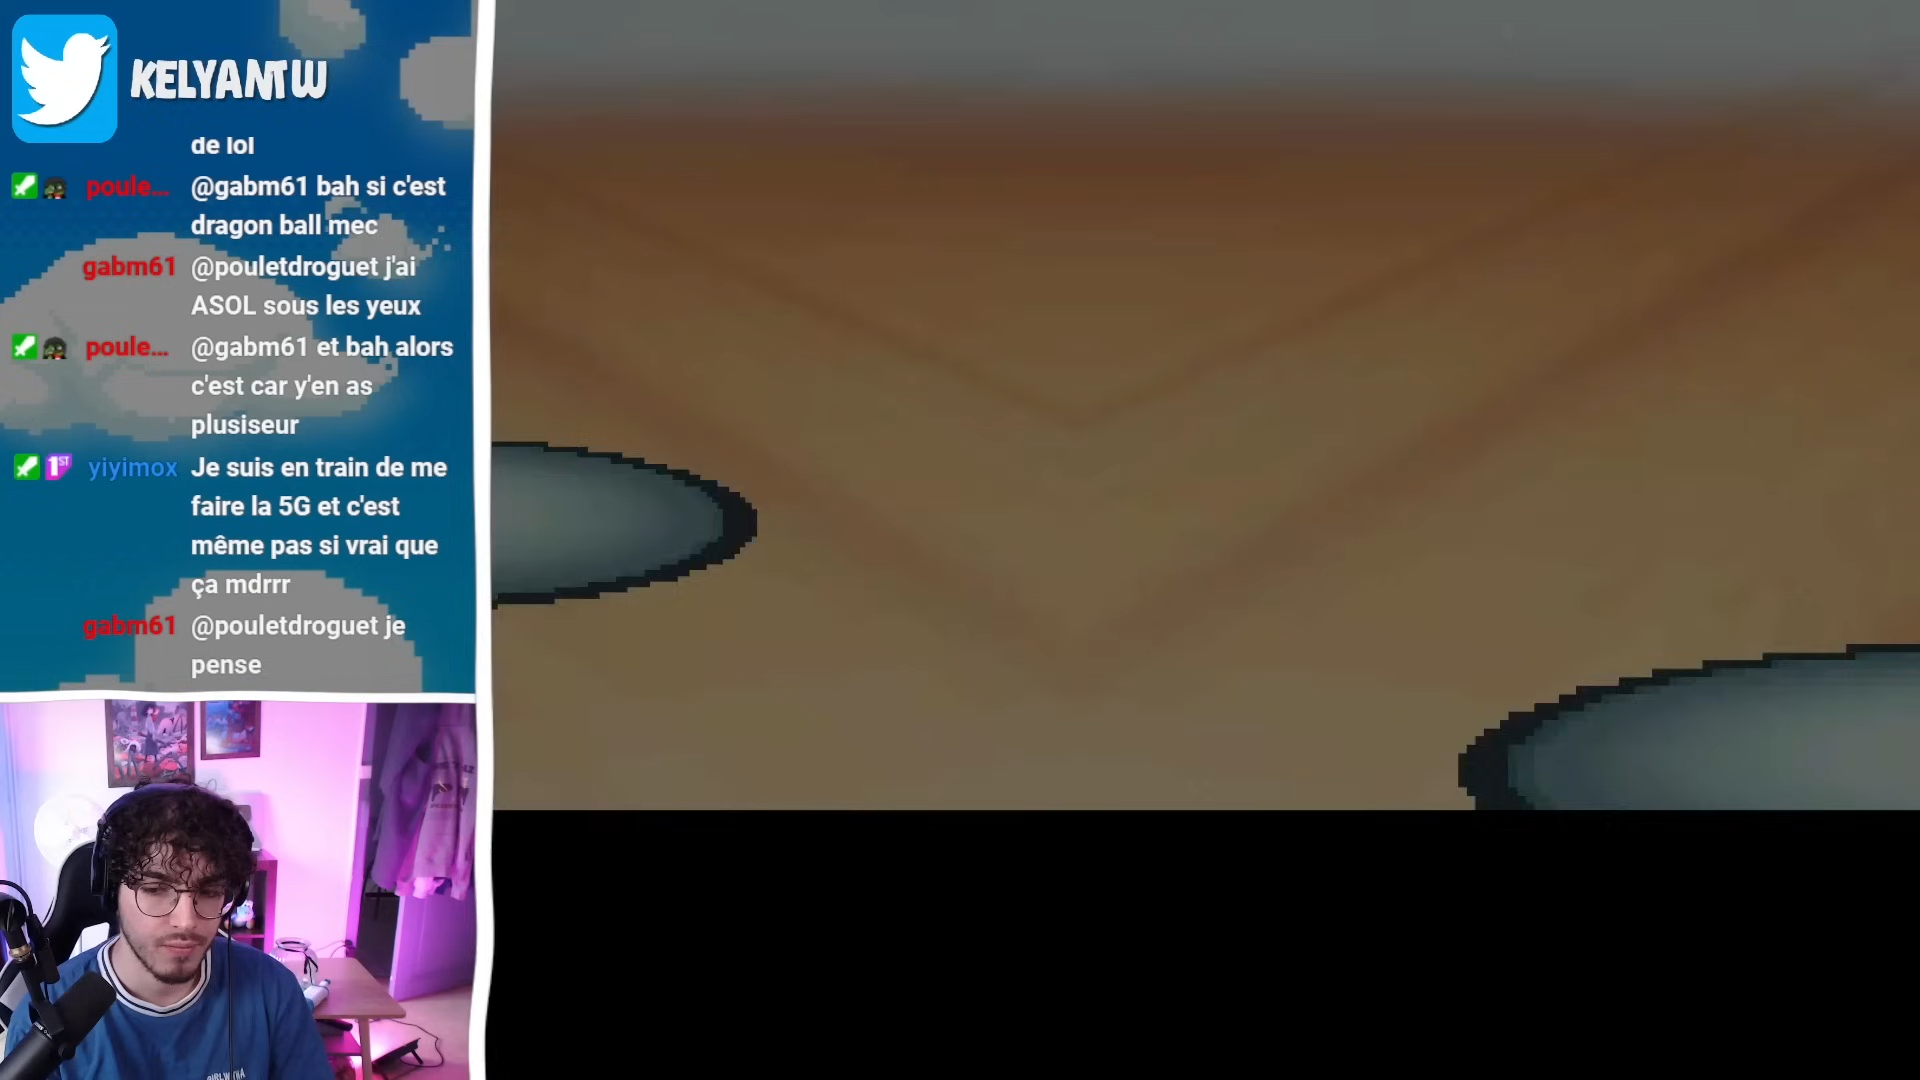 KELYANTW
de lol
poule... @gabm61 bah si c'est
dragon ball mec
gabm61 @pouletdroguet j'ai
ASOL sous les yeux
poule... @gabm61 et bah alors
c'est car y'en as
plusiseur
1ST yiyimox Je suis en train de me
faire la 5G et c'est
même pas si vrai que
ça mdrrr
gabm61 @pouletdroguet je
pense